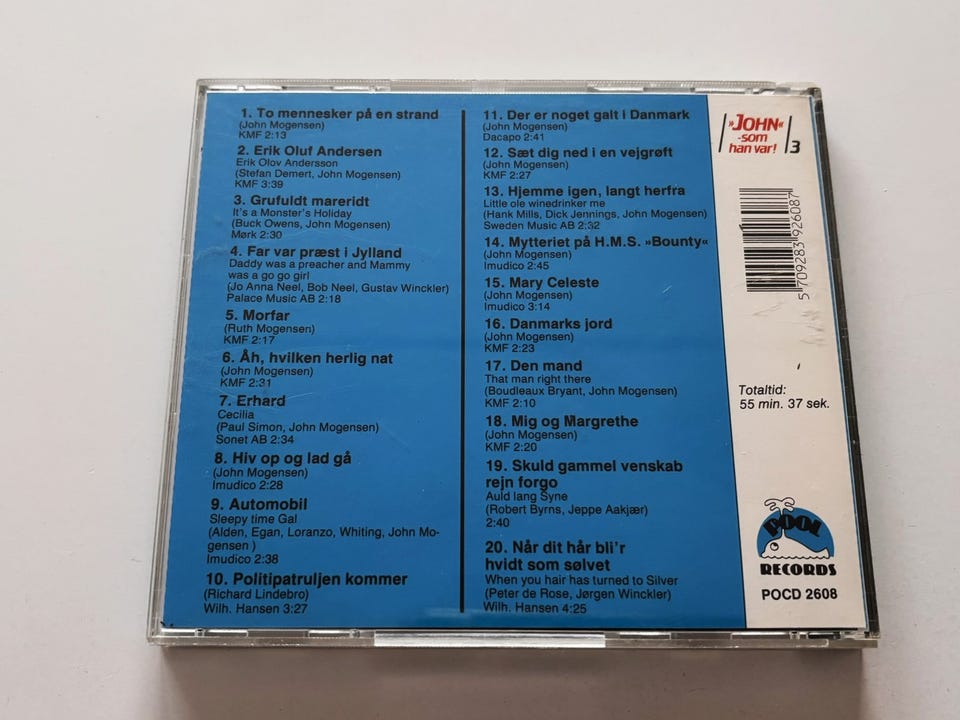 1. To mennesker på en strand
(John Mogensen)
KMF 2:13
2. Erik Oluf Andersen
Erik Olov Andersson
(Stefan Demert, John Mogensen)
KMF 3:39
3. Grufuldt mareridt
It's a Monster's Holiday
(Buck Owens, John Mogensen)
Mørk 2:30
4. Far var præst i Jylland
Daddy was a preacher and Mammy
was a go go girl
(Jo Anna Neel, Bob Neel, Gustav Winckler)
Palace Music AB 2:18
5. Morfar
(Ruth Mogensen)
KMF 2:17
6. Åh, hvilken herlig nat
(John Mogensen)
KMF 2:31
7. Erhard
Cecilia
(Paul Simon, John Mogensen)
Sonet AB 2:34
8. Hiv op og lad gå
(John Mogensen)
Imudico 2:28
9. Automobil
Sleepy time Gal
(Alden, Egan, Loranzo, Whiting, John Mo-
gensen )
Imudico 2:38
10. Politipatruljen kommer
(Richard Lindebro)
Wilh. Hansen 3:27
11. Der er noget galt i Danmark
(John Mogensen)
Dacapo 2:41
12. Sæt dig ned i en vejgrøft
(John Mogensen)
KMF 2:27
13. Hjemme igen, langt herfra
Little ole winedrinker me
(Hank Mills, Dick Jennings, John Mogensen)
Sweden Music AB 2:32
14. Mytteriet på H.M.S. »Bounty«
(John Mogensen)
Imudico 2:45
15. Mary Celeste
(John Mogensen)
Imudico 3:14
16. Danmarks jord
(John Mogensen)
KMF 2:23
17. Den mand
That man right there
(Boudleaux Bryant, John Mogensen)
KMF 2:10
18. Mig og Margrethe
(John Mogensen)
KMF 2:20
19. Skuld gammel venskab
rejn forgo
Auld lang Syne
(Robert Byrns, Jeppe Aakjær)
2:40
20. Når dit hår bli'r
hvidt som sølvet
When you hair has turned to Silver
(Peter de Rose, Jørgen Winckler)
Wilh. Hansen 4:25
»JOHN«
-som
han var!
3
5 709283 926087
Totaltid:
55 min. 37 sek.
POOL
RECORDS
POCD 2608